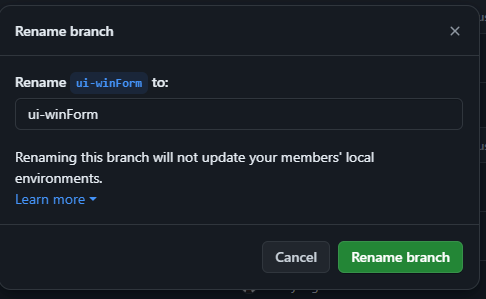 Rename branch
Rename ui-winForm to:
ui-winForm
Renaming this branch will not update your members' local
environments.
Learn more
Cancel
Rename branch